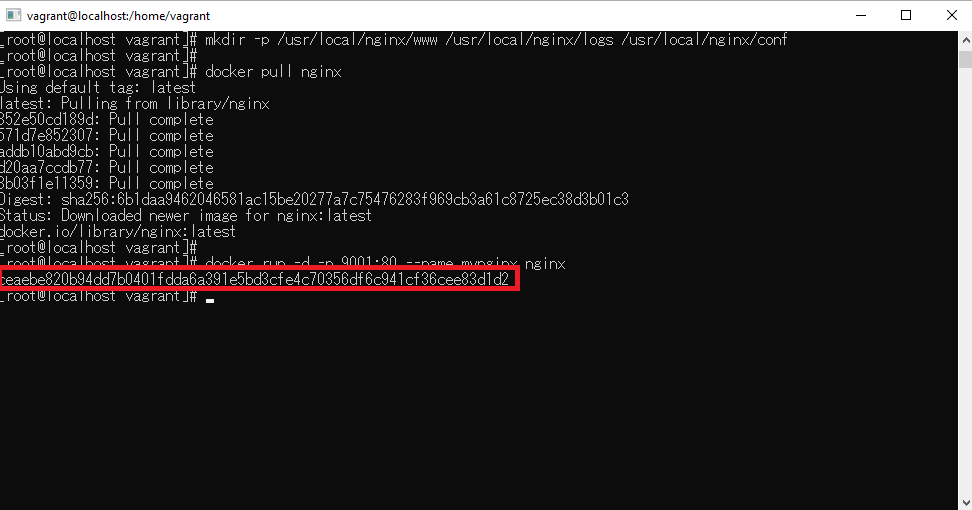 vagrant@localhost:/home/vagrant
[root@localhost vagrant]# mkdir -p /usr/local/nginx/www /usr/local/nginx/logs /usr/local/nginx/conf
[root@localhost vagrant]#
[root@localhost vagrant]# docker pull nginx
Using default tag: latest
latest: Pulling from library/nginx
852e50cd189d: Pull complete
571d7e852307: Pull complete
addb10abd9cb: Pull complete
d20aa7ccdb77: Pull complete
8b03f1e11359: Pull complete
Digest: sha256:6b1daa9462046581ac15be20277a7c75476283f969cb3a61c8725ec38d3b01c3
Status: Downloaded newer image for nginx:latest
docker.io/library/nginx:latest
[root@localhost vagrant]#
[root@localhost vagrant]# docker run -d -p 9001:80 --name mynginx nginx
ceaebe820b94dd7b0401fdda6a391e5bd3cfe4c70356df6c941cf36cee83d1d2
[root@localhost vagrant]#